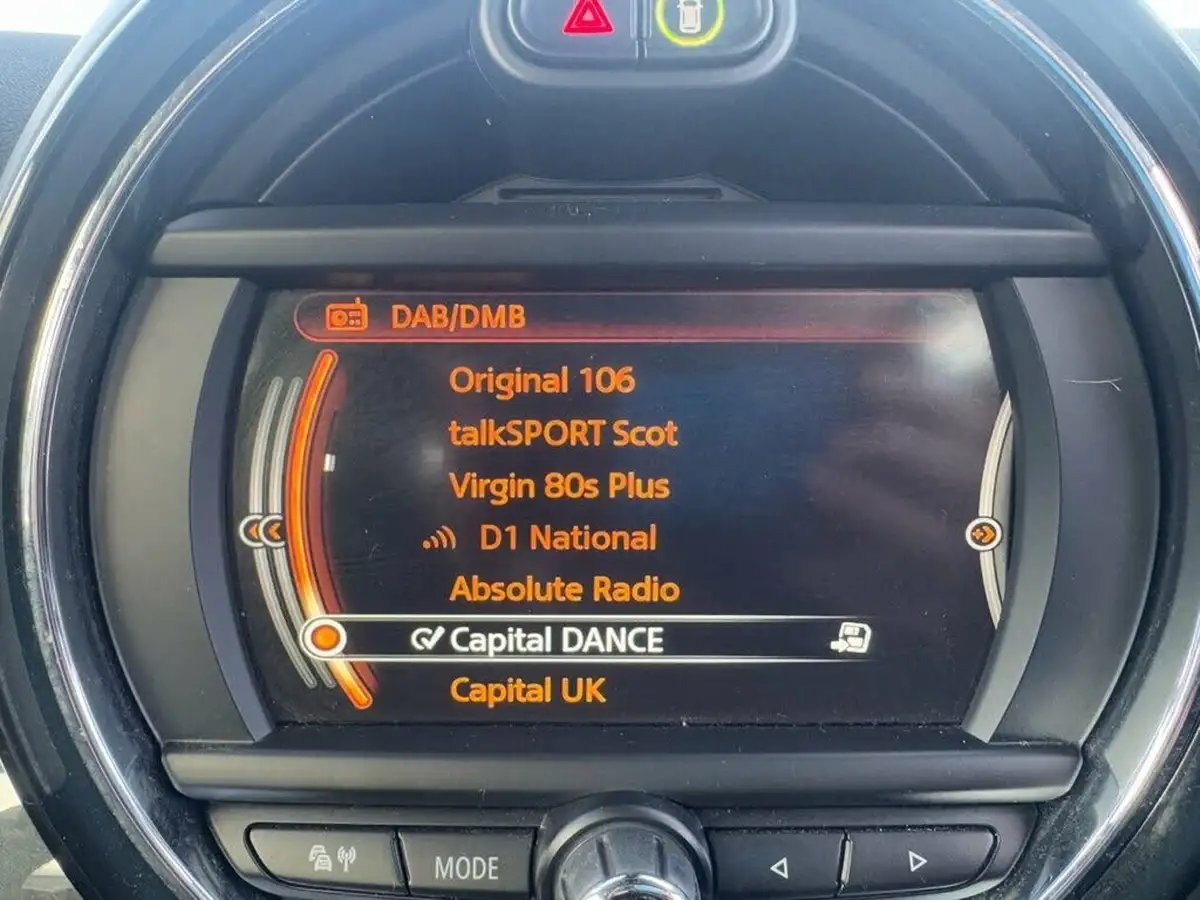 DAB/DMB
Original 106
talkSPORT Scot
Virgin 80s Plus
D1 National
Absolute Radio
Capital DANCE
Capital UK
MODE